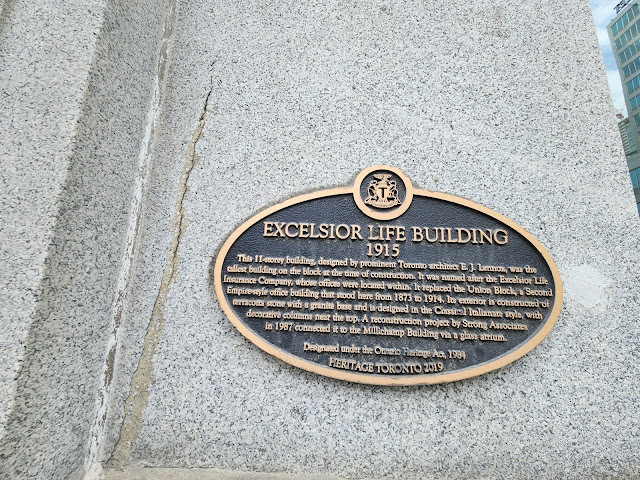 EXCELSIOR LIFE BUILDING
1915
This 11-storey building, designed by prominent Toronto architect E. J. Lennox, was the
tallest building on the block at the time of construction. It was named after the Excelsior Life
Insurance Company, whose offices were located within. It replaced the Union Block, a Second
Empire-style office building that stood here from 1873 to 1914. Its exterior is constructed of
terracotta stone with a granite base and is designed in the Classical Italianate style, with
decorative columns near the top. A reconstruction project by Strong Associates
in 1987 connected it to the Millichamp Building via a glass atrium.
Designated under the Ontario Heritage Act, 1984
HERITAGE TORONTO 2019